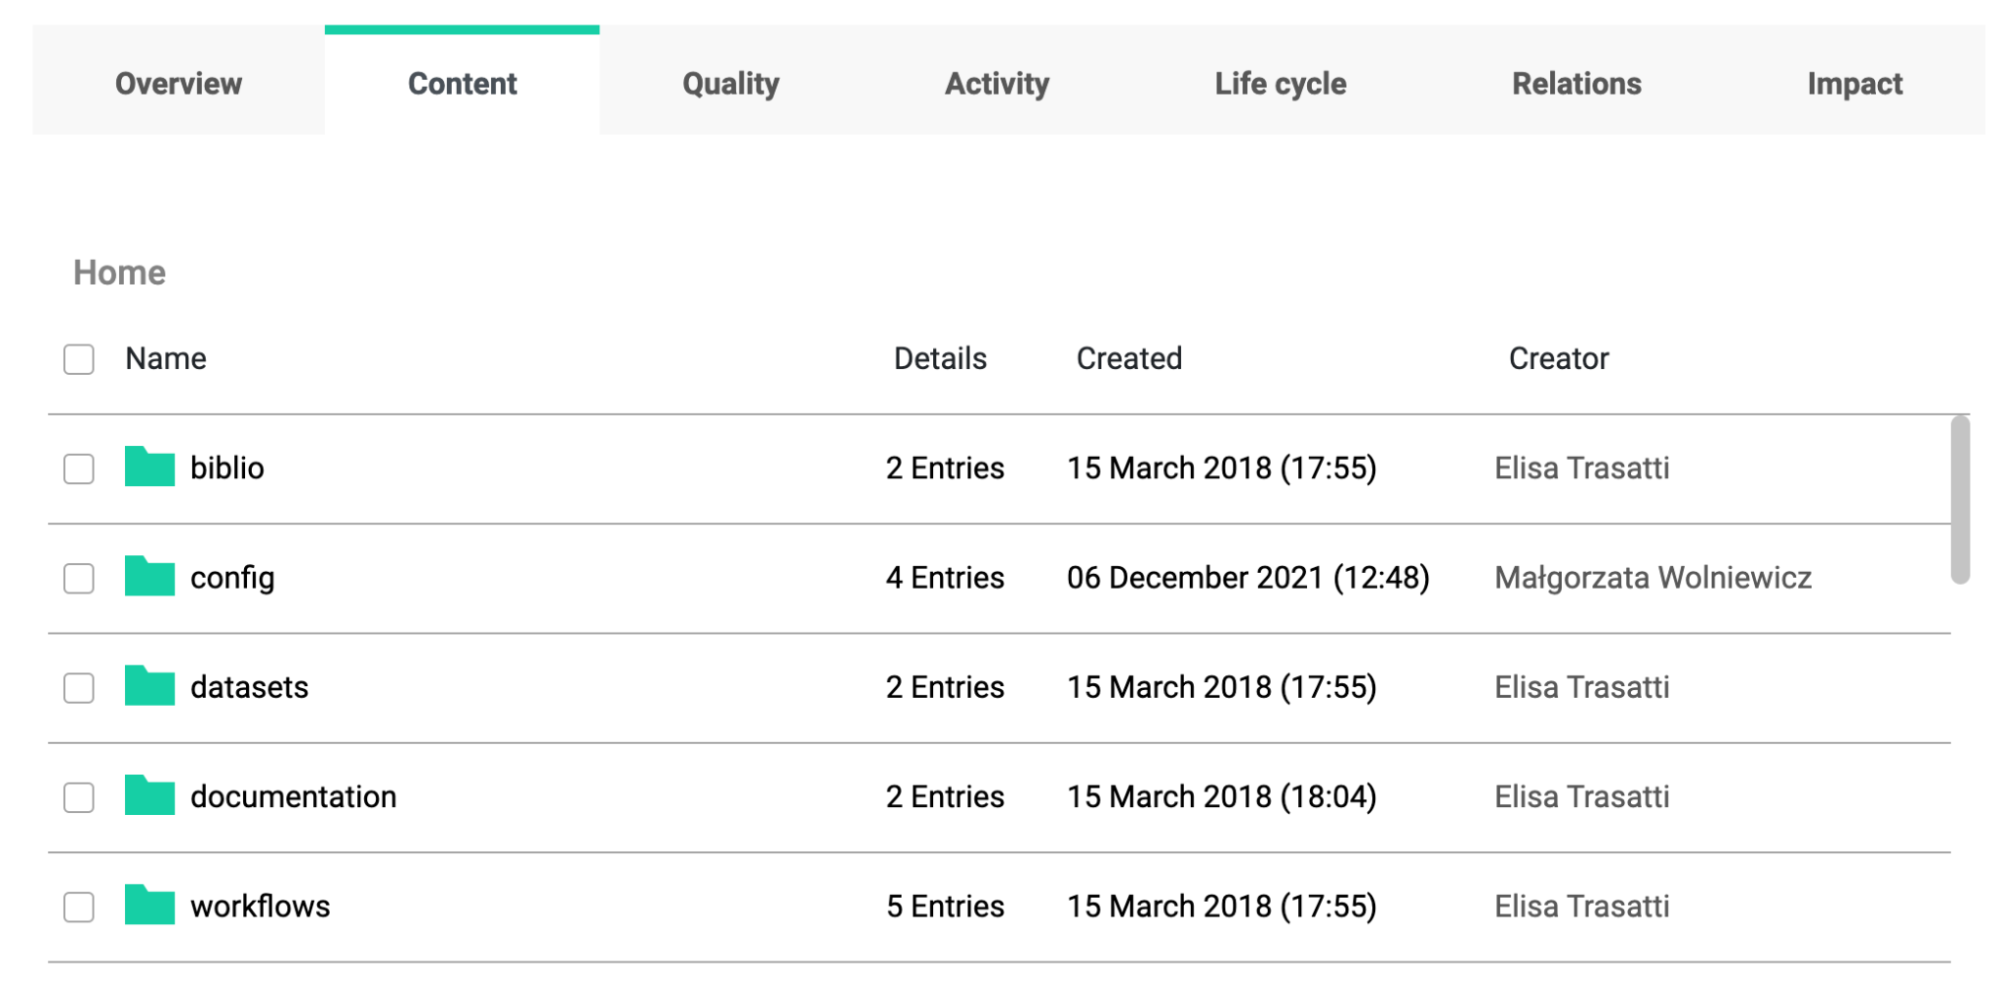 Overview Content Quality Activity Life cycle Relations Impact
Home
Name Details Created Creator
biblio 2 Entries 15 March 2018 (17:55) Elisa Trasatti
config 4 Entries 06 December 2021 (12:48) Małgorzata Wolniewicz
datasets 2 Entries 15 March 2018 (17:55) Elisa Trasatti
documentation 2 Entries 15 March 2018 (18:04) Elisa Trasatti
workflows 5 Entries 15 March 2018 (17:55) Elisa Trasatti